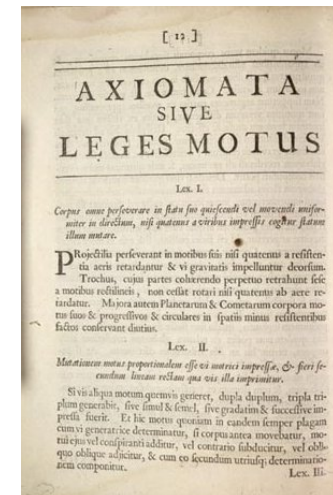 [ 12 ]
AXIOMATA
SIVE
LEGES MOTUS
Lex. I.
Corpus omne perseverare in statu suo quiescendi vel movendi unifor-
miter in directum, nisi quatenus a viribus impressis cogitur statum
illum mutare.
PRojectilia perseverant in motibus suis nisi quatenus a resisten-
tia aeris retardantur & vi gravitatis impelluntur deorsum.
Trochus, cujus partes cohærendo perpetuo retrahunt sese
a motibus rectilineis, non cessat rotari nisi quatenus ab aere re-
tardatur. Majora autem Planetarum & Cometarum corpora mo-
tus suos & progressivos & circulares in spatiis minus resistentibus
factos conservant diutius.
Lex. II.
Mutationem motus proportionalem esse vi motrici impressæ, & fieri se-
cundum lineam rectam qua vis illa imprimitur.
Si vis aliqua motum quemvis generet, dupla duplum, tripla tri-
plum generabit, sive simul & semel, sive gradatim & successive im-
pressa fuerit. Et hic motus quoniam in eandem semper plagam
cum vi generatrice determinatur, si corpus antea movebatur, mo-
tui ejus vel conspiranti additur, vel contrario subducitur, vel obli-
quo oblique adjicitur, & cum eo secundum utriusq; determinatio-
nem componitur.
Lex. III.